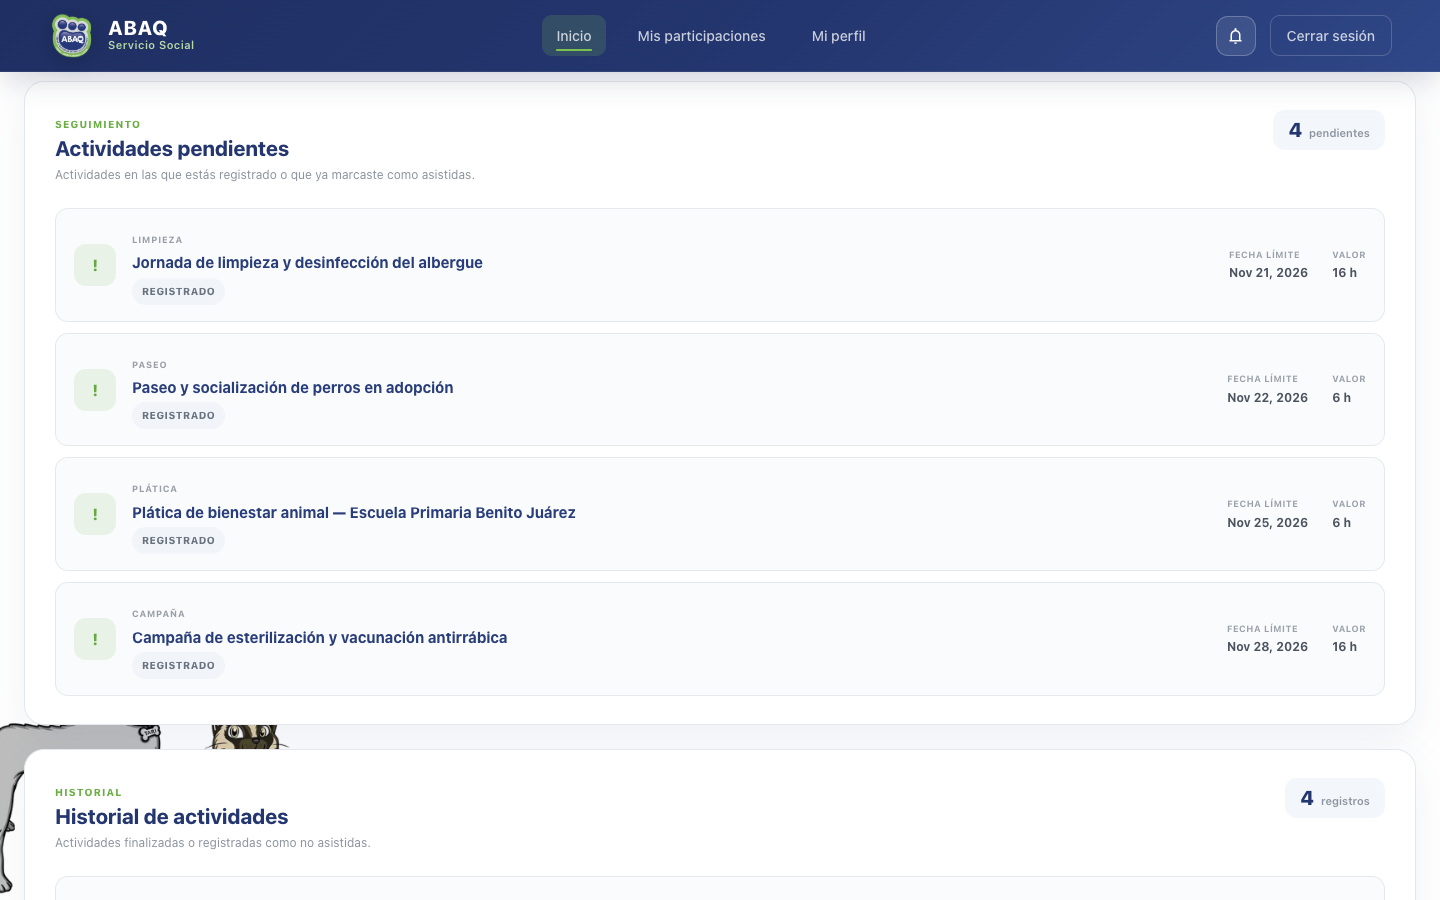 ABAQ
ABAQ
Servicio Social
Inicio
Mis participaciones
Mi perfil
Cerrar sesión
SEGUIMIENTO
Actividades pendientes
Actividades en las que estás registrado o que ya marcaste como asistidas.
4 pendientes
!
LIMPIEZA
Jornada de limpieza y desinfección del albergue
REGISTRADO
FECHA LÍMITE
Nov 21, 2026
VALOR
16 h
!
PASEO
Paseo y socialización de perros en adopción
REGISTRADO
FECHA LÍMITE
Nov 22, 2026
VALOR
6 h
!
PLÁTICA
Plática de bienestar animal — Escuela Primaria Benito Juárez
REGISTRADO
FECHA LÍMITE
Nov 25, 2026
VALOR
6 h
!
CAMPAÑA
Campaña de esterilización y vacunación antirrábica
REGISTRADO
FECHA LÍMITE
Nov 28, 2026
VALOR
16 h
HISTORIAL
Historial de actividades
Actividades finalizadas o registradas como no asistidas.
4 registros